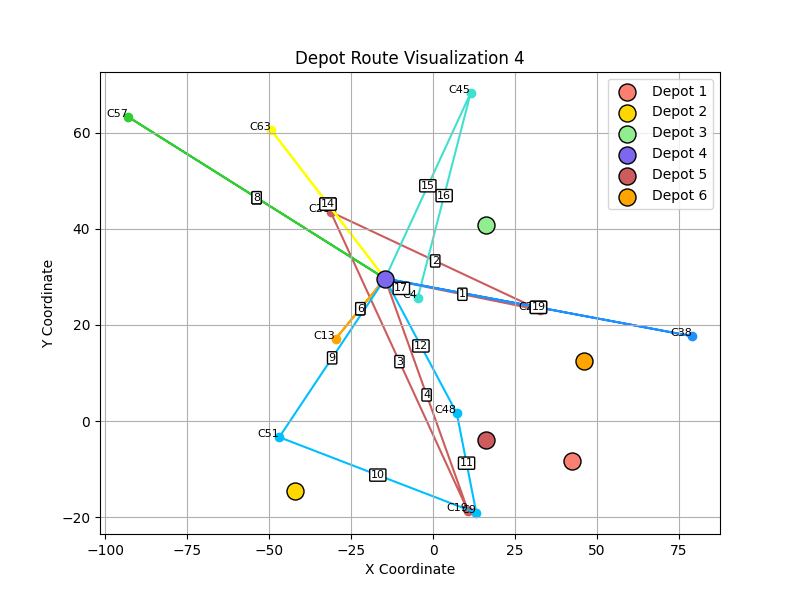 Depot Route Visualization 4
Depot 1
Depot 2
Depot 3
Depot 4
Depot 5
Depot 6
C45
C57
C63
8
14
15
16
2
17
C4
1
19
6
C38
C13
9
12
3
4
C48
C51
11
10
C19
60
40
20
0
−20
−100
−75
−50
−25
0
25
50
75
X Coordinate
Y Coordinate